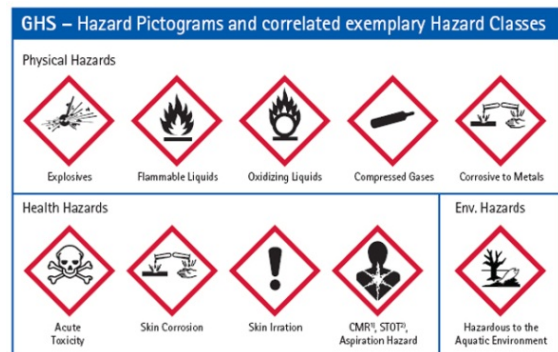 GHS – Hazard Pictograms and correlated exemplary Hazard Classes
Physical Hazards
Explosives
Flammable Liquids
Oxidizing Liquids
Compressed Gases
Corrosive to Metals
Health Hazards
Env. Hazards
Acute
Toxicity
Skin Corrosion
Skin Irration
CMR¹⁾, STOT²⁾,
Aspiration Hazard
Hazardous to the
Aquatic Environment